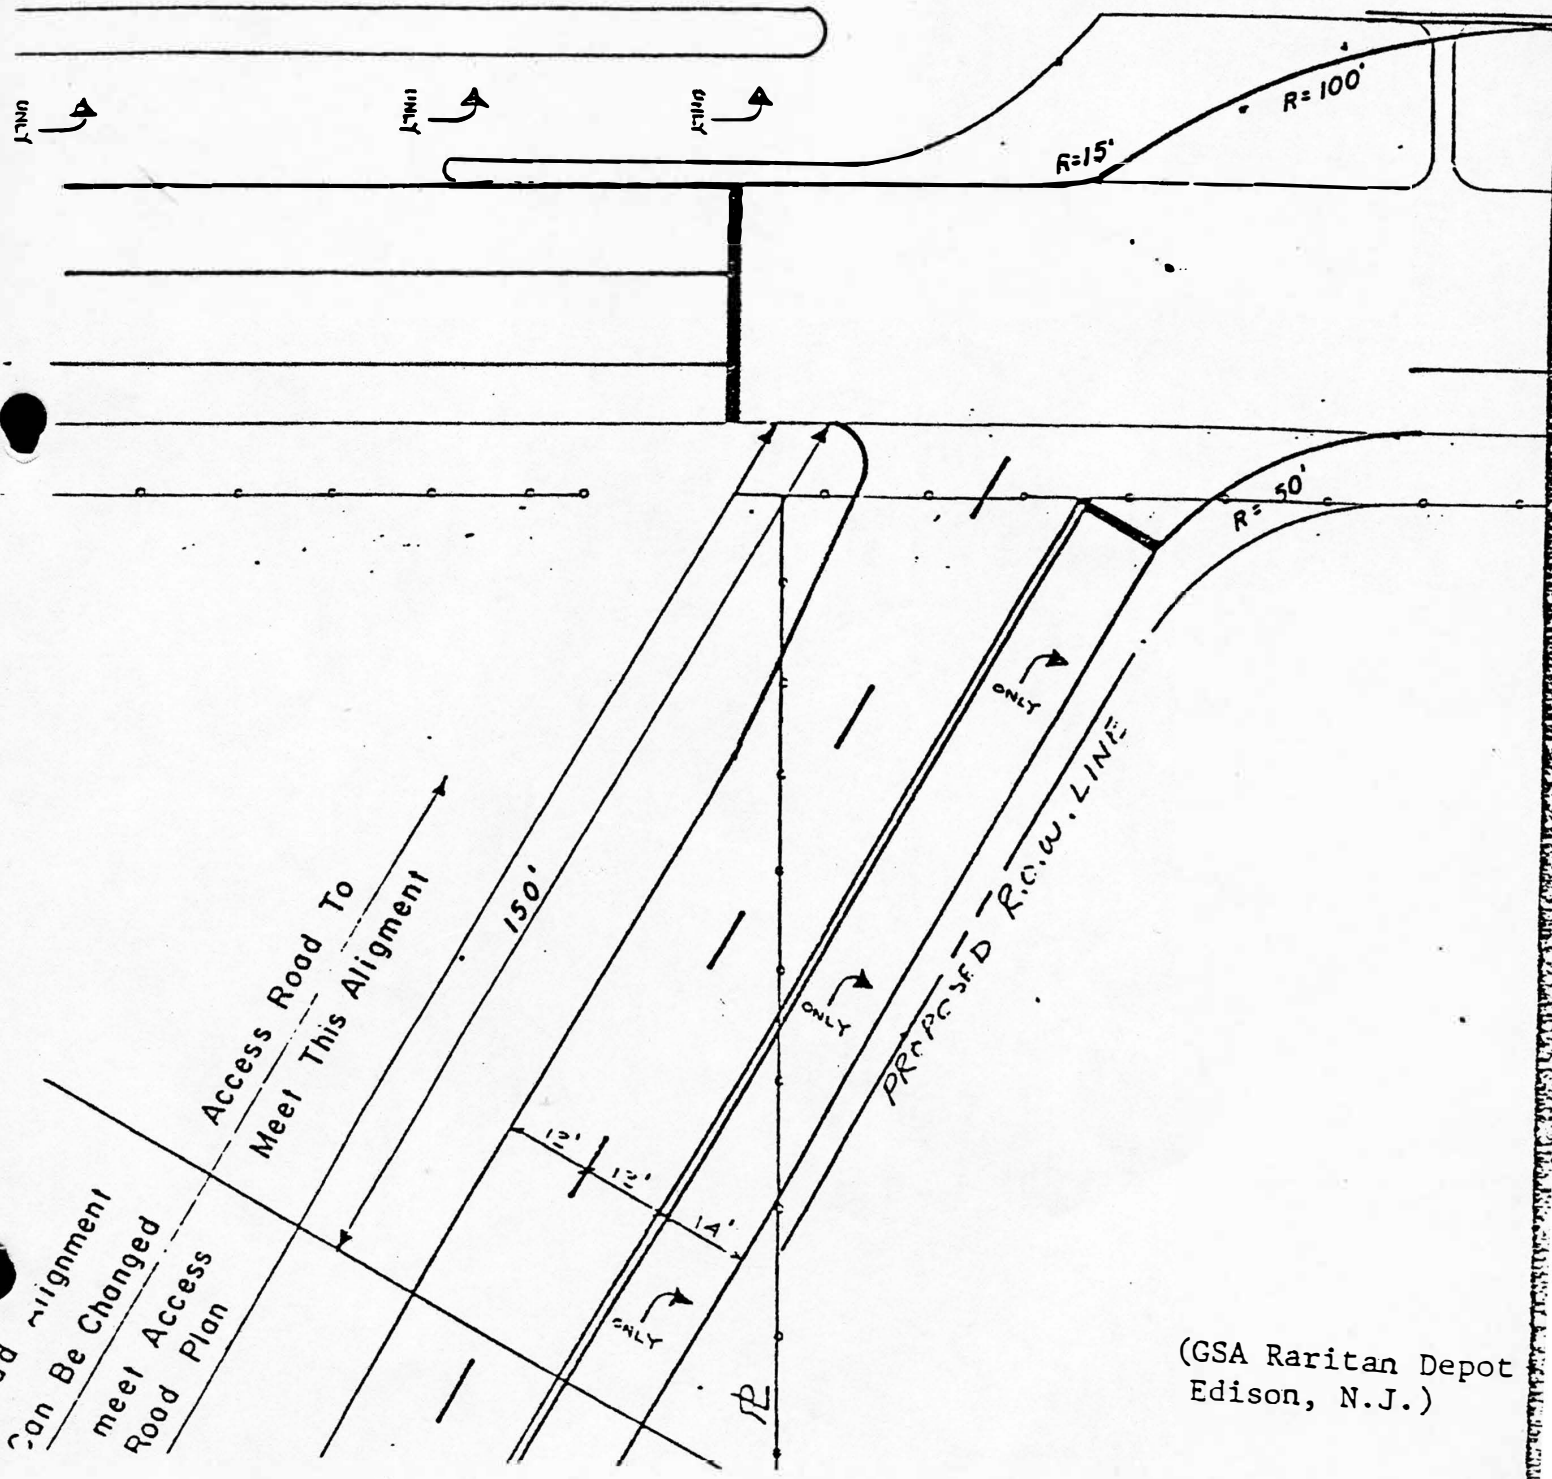 ONLY
ONLY
ONLY
R=100'
R=15'
R= 50'
ONLY
150'
PROPOSED R.O.W. LINE
Access Road To
Meet This Aligment
ONLY
12'
12'
14'
Alignment
Can Be Changed
meet Access
Road Plan
ONLY
PL
(GSA Raritan Depot
Edison, N.J.)